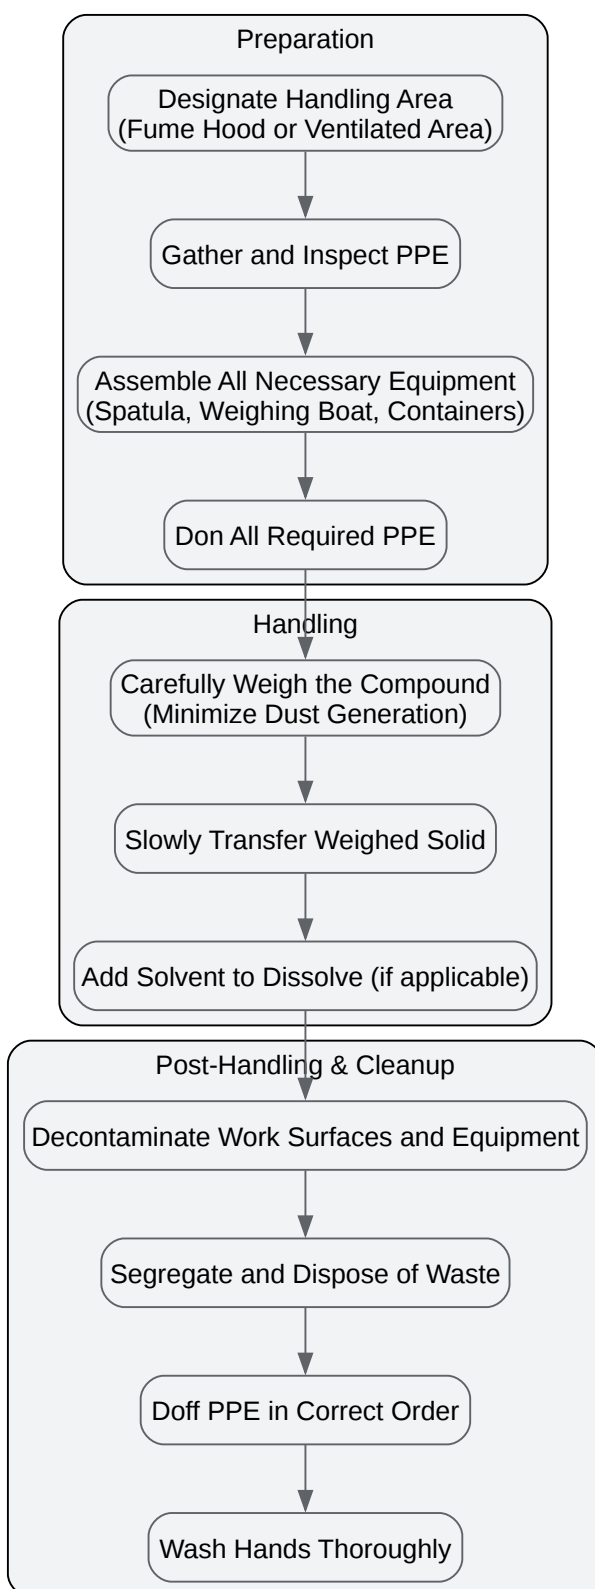 Preparation
Designate Handling Area
(Fume Hood or Ventilated Area)
Gather and Inspect PPE
Assemble All Necessary Equipment
(Spatula, Weighing Boat, Containers)
Don All Required PPE
Handling
Carefully Weigh the Compound
(Minimize Dust Generation)
Slowly Transfer Weighed Solid
Add Solvent to Dissolve (if applicable)
Post-Handling & Cleanup
Decontaminate Work Surfaces and Equipment
Segregate and Dispose of Waste
Doff PPE in Correct Order
Wash Hands Thoroughly